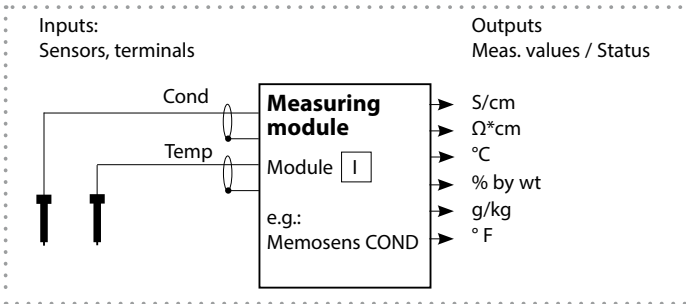 Inputs:
Sensors, terminals
Outputs
Meas. values / Status
Cond
Temp
Measuring
module
Module I
e.g.:
Memosens COND
S/cm
Ω*cm
°C
% by wt
g/kg
° F